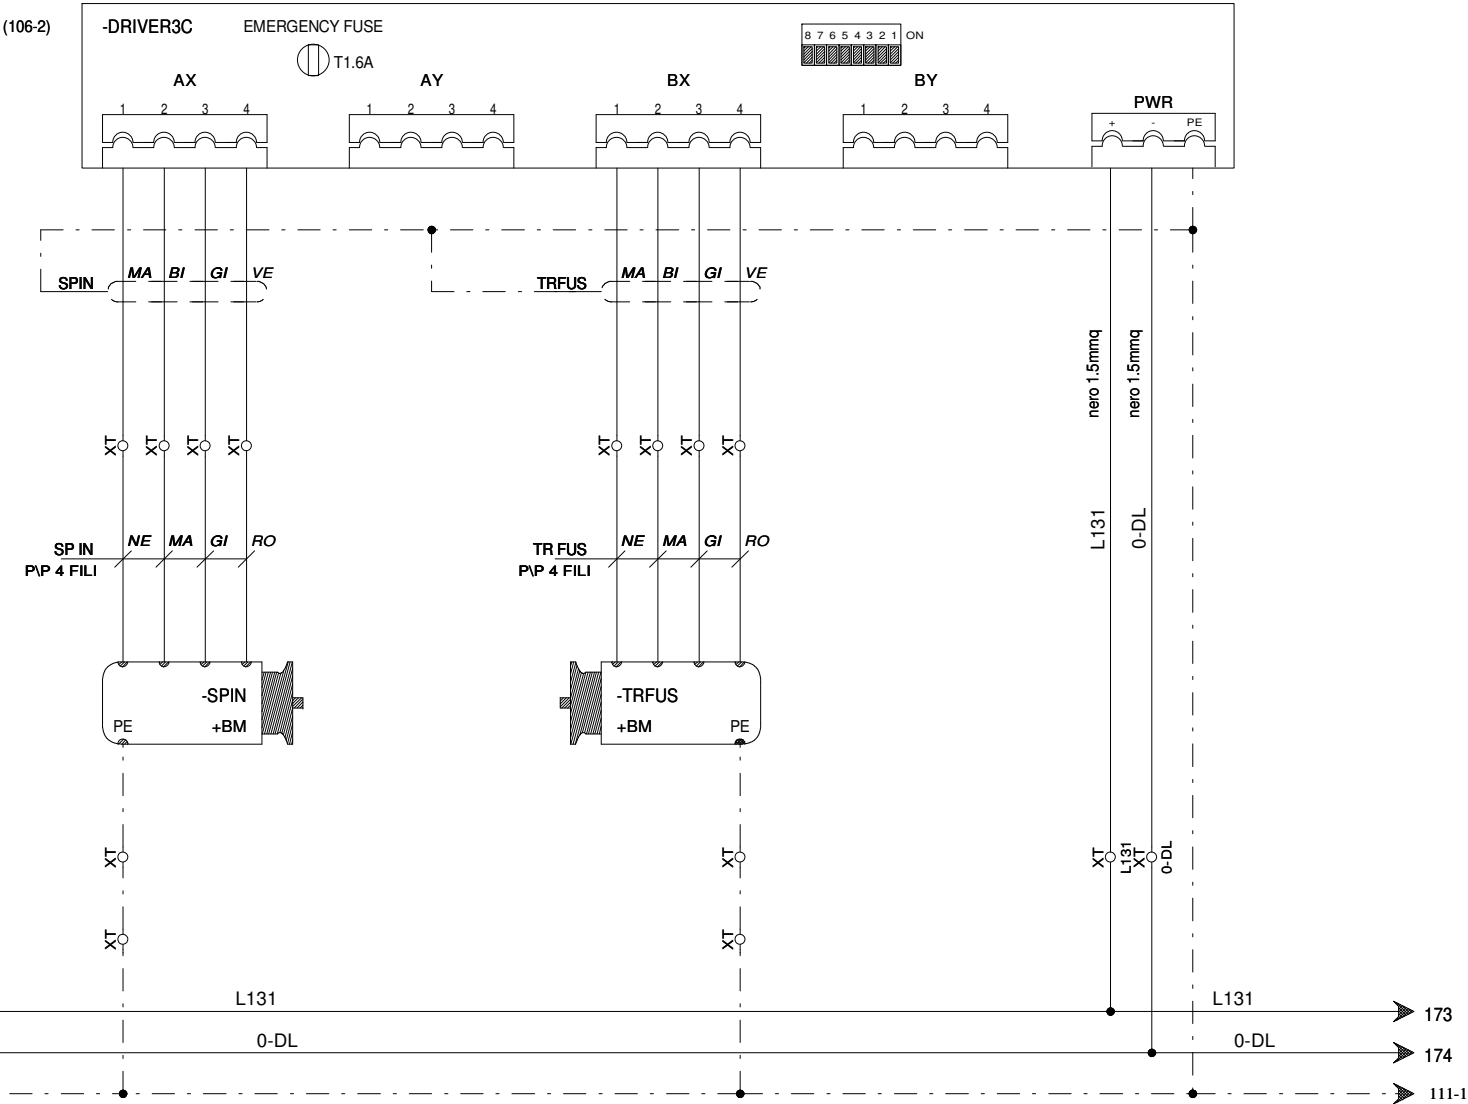 (106-2) -DRIVER3C EMERGENCY FUSE
T1.6A
8 7 6 5 4 3 2 1 ON
AX AY BX BY PWR
1 2 3 4 1 2 3 4 1 2 3 4 1 2 3 4 + - PE
SPIN MA BI GI VE TRFUS MA BI GI VE
nero 1.5mmq nero 1.5mmq
XT XT XT XT XT XT XT XT
L131 0-DL
SP IN NE MA GI RO TR FUS NE MA GI RO
P\P 4 FILI P\P 4 FILI
-SPIN -TRFUS
PE +BM +BM PE
XT XT XT L131 XT 0-DL
XT XT
L131 L131 173
0-DL 0-DL 174
111-1